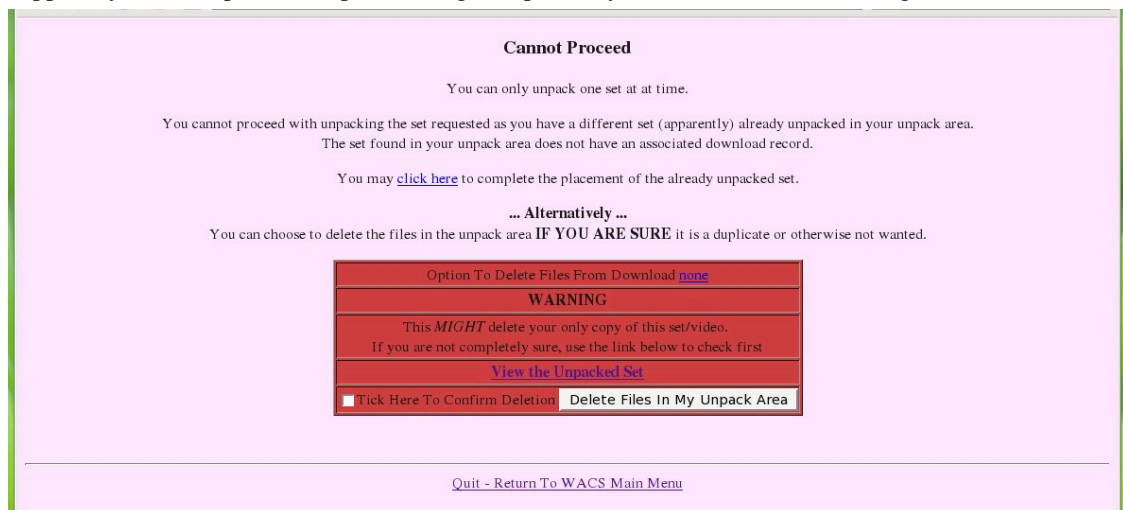 Cannot Proceed
You can only unpack one set at at time.
You cannot proceed with unpacking the set requested as you have a different set (apparently) already unpacked in your unpack area.
The set found in your unpack area does not have an associated download record.
You may click here to complete the placement of the already unpacked set.
... Alternatively ...
You can choose to delete the files in the unpack area IF YOU ARE SURE it is a duplicate or otherwise not wanted.
Option To Delete Files From Download none
WARNING
This MIGHT delete your only copy of this set/video.
If you are not completely sure, use the link below to check first
View the Unpacked Set
Tick Here To Confirm Deletion Delete Files In My Unpack Area
Quit - Return To WACS Main Menu